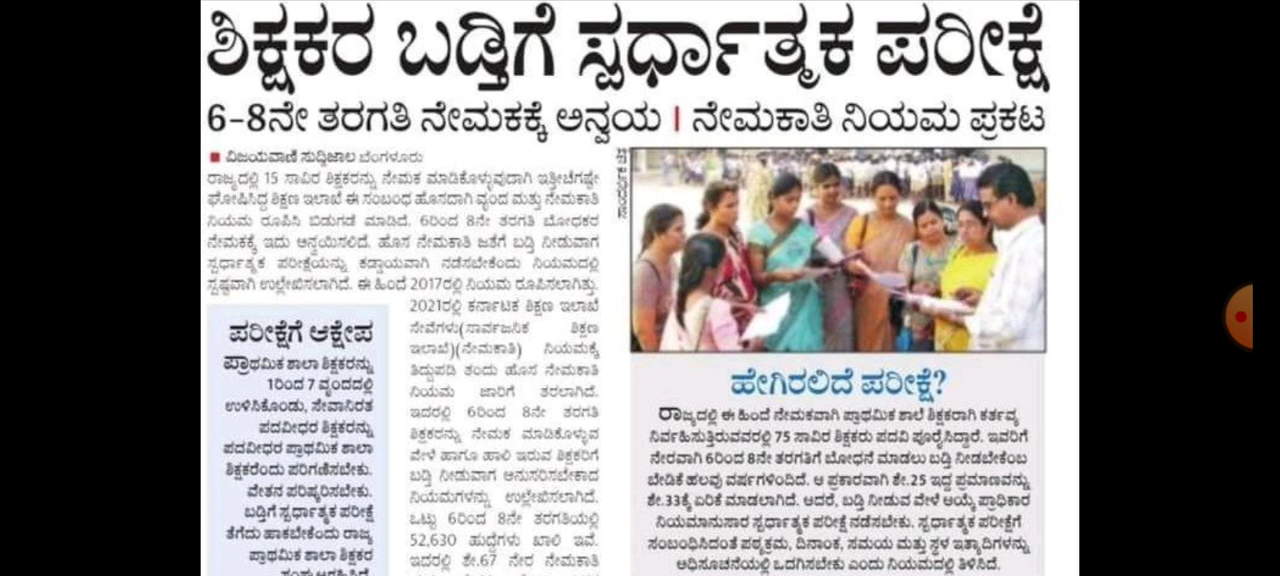 ಶಿಕ್ಷಕರ ಬಡ್ತಿಗೆ ಸ್ಪರ್ಧಾತ್ಮಕ ಪರೀಕ್ಷೆ
6-8ನೇ ತರಗತಿ ನೇಮಕಕ್ಕೆ ಅನ್ವಯ | ನೇಮಕಾತಿ ನಿಯಮ ಪ್ರಕಟ
■ ವಿಜಯವಾಣಿ ಸುದ್ದಿಜಾಲ ಬೆಂಗಳೂರು
ರಾಜ್ಯದಲ್ಲಿ 15 ಸಾವಿರ ಶಿಕ್ಷಕರನ್ನು ನೇಮಕ ಮಾಡಿಕೊಳ್ಳುವುದಾಗಿ ಇತ್ತೀಚೆಗಷ್ಟೇ
ಘೋಷಿಸಿದ್ದ ಶಿಕ್ಷಣ ಇಲಾಖೆ ಈ ಸಂಬಂಧ ಹೊಸದಾಗಿ ವೃಂದ ಮತ್ತು ನೇಮಕಾತಿ
ನಿಯಮ ರೂಪಿಸಿ ಬಿಡುಗಡೆ ಮಾಡಿದೆ. 6ರಿಂದ 8ನೇ ತರಗತಿ ಬೋಧಕರ
ನೇಮಕಕ್ಕೆ ಇದು ಅನ್ವಯಿಸಲಿದೆ. ಹೊಸ ನೇಮಕಾತಿ ಜತೆಗೆ ಬಡ್ತಿ ನೀಡುವಾಗ
ಸ್ಪರ್ಧಾತ್ಮಕ ಪರೀಕ್ಷೆಯನ್ನು ಕಡ್ಡಾಯವಾಗಿ ನಡೆಸಬೇಕೆಂದು ನಿಯಮದಲ್ಲಿ
ಸ್ಪಷ್ಟವಾಗಿ ಉಲ್ಲೇಖಿಸಲಾಗಿದೆ. ಈ ಹಿಂದೆ 2017ರಲ್ಲಿ ನಿಯಮ ರೂಪಿಸಲಾಗಿತ್ತು.
2021ರಲ್ಲಿ ಕರ್ನಾಟಕ ಶಿಕ್ಷಣ ಇಲಾಖೆ
ಸೇವೆಗಳು(ಸಾರ್ವಜನಿಕ ಶಿಕ್ಷಣ
ಇಲಾಖೆ)(ನೇಮಕಾತಿ) ನಿಯಮಕ್ಕೆ
ತಿದ್ದುಪಡಿ ತಂದು ಹೊಸ ನೇಮಕಾತಿ
ನಿಯಮ ಜಾರಿಗೆ ತರಲಾಗಿದೆ.
ಇದರಲ್ಲಿ 6ರಿಂದ 8ನೇ ತರಗತಿ
ಶಿಕ್ಷಕರನ್ನು ನೇಮಕ ಮಾಡಿಕೊಳ್ಳುವ
ವೇಳೆ ಹಾಗೂ ಹಾಲಿ ಇರುವ ಶಿಕ್ಷಕರಿಗೆ
ಬಡ್ತಿ ನೀಡುವಾಗ ಅನುಸರಿಸಬೇಕಾದ
ನಿಯಮಗಳನ್ನು ಉಲ್ಲೇಖಿಸಲಾಗಿದೆ.
ಒಟ್ಟು 6ರಿಂದ 8ನೇ ತರಗತಿಯಲ್ಲಿ
52,630 ಹುದ್ದೆಗಳು ಖಾಲಿ ಇವೆ.
ಇದರಲ್ಲಿ ಶೇ.67 ನೇರ ನೇಮಕಾತಿ
ಪರೀಕ್ಷೆಗೆ ಆಕ್ಷೇಪ
ಪ್ರಾಥಮಿಕ ಶಾಲಾ ಶಿಕ್ಷಕರನ್ನು
1ರಿಂದ 7 ವೃಂದದಲ್ಲಿ
ಉಳಿಸಿಕೊಂಡು, ಸೇವಾನಿರತ
ಪದವೀಧರ ಶಿಕ್ಷಕರನ್ನು
ಪದವೀಧರ ಪ್ರಾಥಮಿಕ ಶಾಲಾ
ಶಿಕ್ಷಕರೆಂದು ಪರಿಗಣಿಸಬೇಕು.
ವೇತನ ಪರಿಷ್ಕರಿಸಬೇಕು.
ಬಡ್ತಿಗೆ ಸ್ಪರ್ಧಾತ್ಮಕ ಪರೀಕ್ಷೆ
ತೆಗೆದು ಹಾಕಬೇಕೆಂದು ರಾಜ್ಯ
ಪ್ರಾಥಮಿಕ ಶಾಲಾ ಶಿಕ್ಷಕರ
ಸಾಂದರ್ಭಿಕ ಚಿತ್ರ
ಹೇಗಿರಲಿದೆ ಪರೀಕ್ಷೆ?
ರಾಜ್ಯದಲ್ಲಿ ಈ ಹಿಂದೆ ನೇಮಕವಾಗಿ ಪ್ರಾಥಮಿಕ ಶಾಲೆ ಶಿಕ್ಷಕರಾಗಿ ಕರ್ತವ್ಯ
ನಿರ್ವಹಿಸುತ್ತಿರುವವರಲ್ಲಿ 75 ಸಾವಿರ ಶಿಕ್ಷಕರು ಪದವಿ ಪೂರೈಸಿದ್ದಾರೆ. ಇವರಿಗೆ
ನೇರವಾಗಿ 6ರಿಂದ 8ನೇ ತರಗತಿಗೆ ಬೋಧನೆ ಮಾಡಲು ಬಡ್ತಿ ನೀಡಬೇಕೆಂಬ
ಬೇಡಿಕೆ ಹಲವು ವರ್ಷಗಳಿಂದಿದೆ. ಆ ಪ್ರಕಾರವಾಗಿ ಶೇ.25 ಇದ್ದ ಪ್ರಮಾಣವನ್ನು
ಶೇ.33ಕ್ಕೆ ಏರಿಕೆ ಮಾಡಲಾಗಿದೆ. ಆದರೆ, ಬಡ್ತಿ ನೀಡುವ ವೇಳೆ ಆಯ್ಕೆ ಪ್ರಾಧಿಕಾರ
ನಿಯಮಾನುಸಾರ ಸ್ಪರ್ಧಾತ್ಮಕ ಪರೀಕ್ಷೆ ನಡೆಸಬೇಕು. ಸ್ಪರ್ಧಾತ್ಮಕ ಪರೀಕ್ಷೆಗೆ
ಸಂಬಂಧಿಸಿದಂತೆ ಪಠ್ಯಕ್ರಮ, ದಿನಾಂಕ, ಸಮಯ ಮತ್ತು ಸ್ಥಳ ಇತ್ಯಾದಿಗಳನ್ನು
ಅಧಿಸೂಚನೆಯಲ್ಲಿ ಒದಗಿಸಬೇಕು ಎಂದು ನಿಯಮದಲ್ಲಿ ತಿಳಿಸಿದೆ.